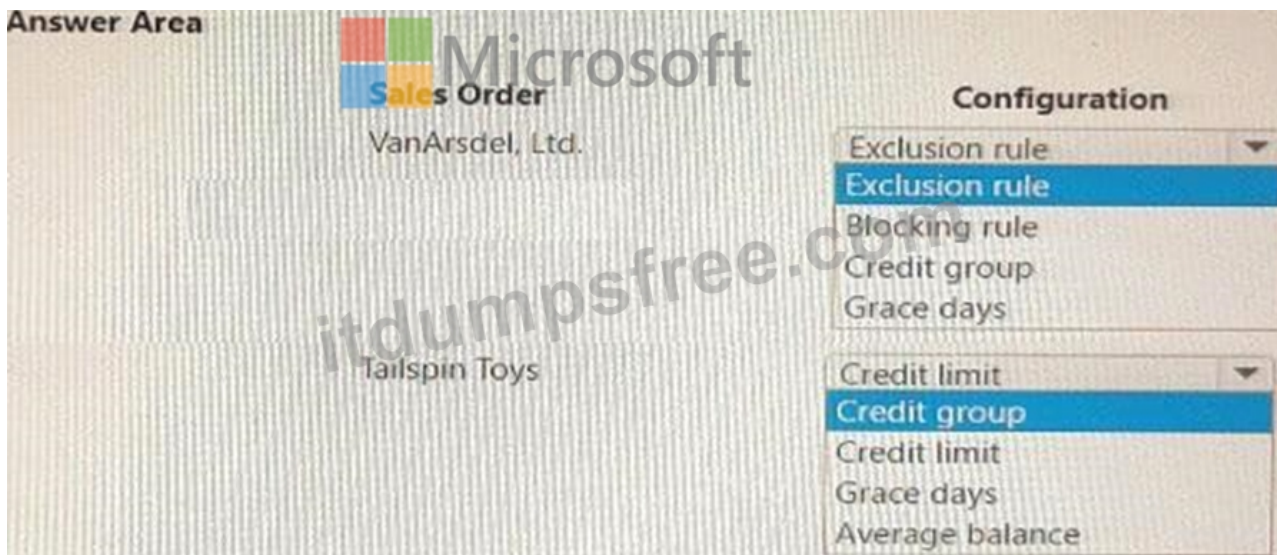 Answer Area
Microsoft
Sales Order
Configuration
VanArsdel, Ltd.
Exclusion rule
Exclusion rule
Blocking rule
Credit group
Grace days
itdumpsfree.com
Tailspin Toys
Credit limit
Credit group
Credit limit
Grace days
Average balance